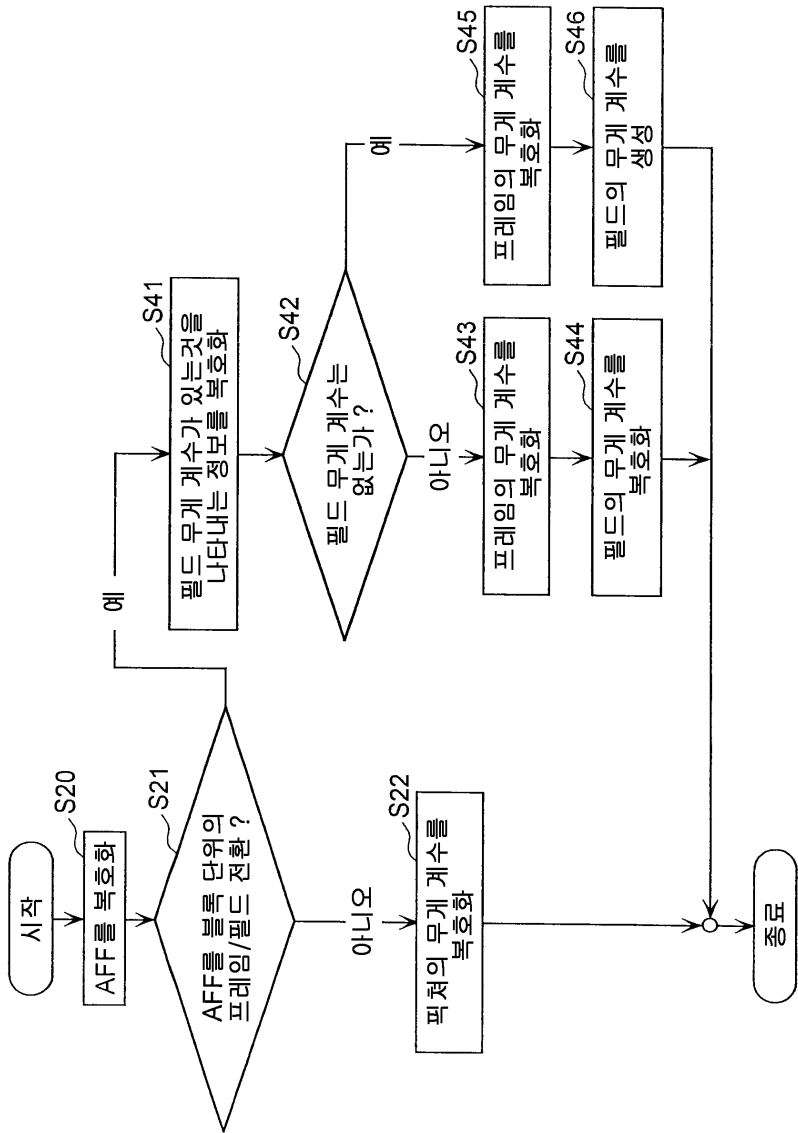 시작
S20
AFF를 복호화
S21
AFF를 블록 단위의
프레임/필드 전환 ?
예
아니오
S22
픽쳐의 무게 계수를
복호화
S41
필드 무게 계수가 있는것을
나타내는 정보를 복호화
S42
필드 무게 계수는
없는가 ?
예
아니오
S43
프레임의 무게 계수를
복호화
S44
필드의 무게 계수를
복호화
S45
프레임의 무게 계수를
복호화
S46
필드의 무게 계수를
생성
종료